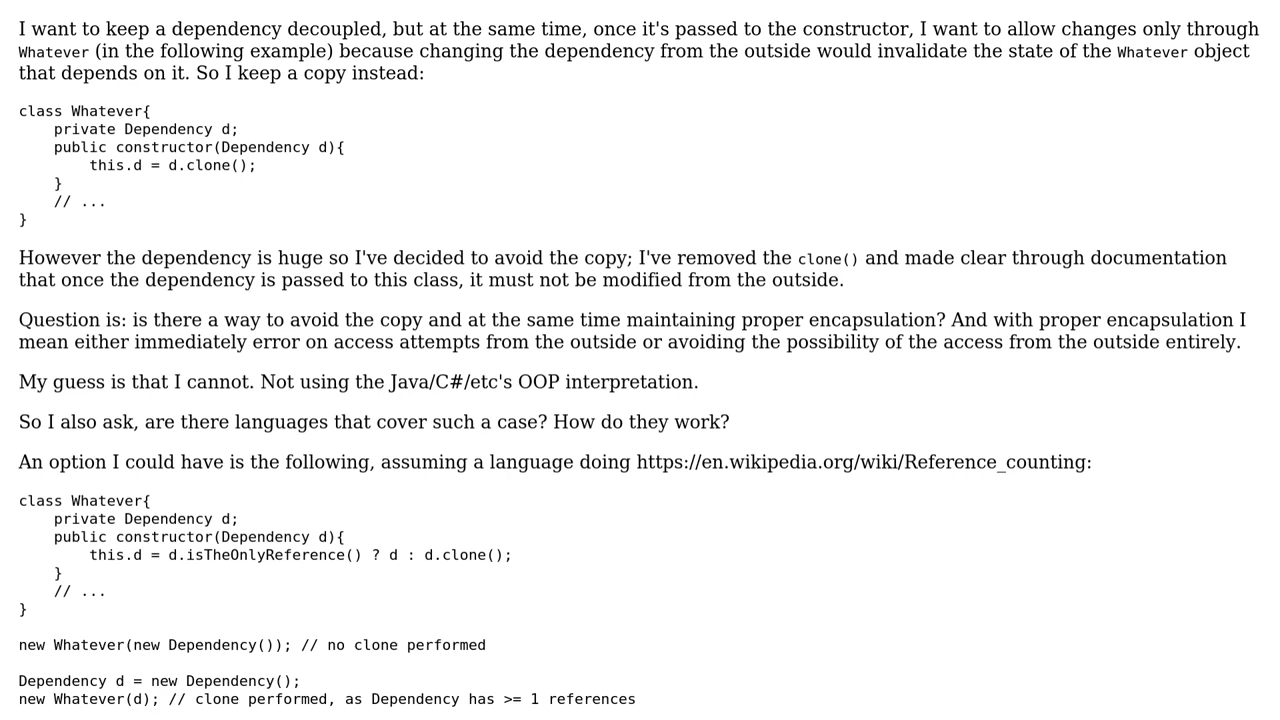 I want to keep a dependency decoupled, but at the same time, once it's passed to the constructor, I want to allow changes only through
Whatever (in the following example) because changing the dependency from the outside would invalidate the state of the Whatever object
that depends on it. So I keep a copy instead:
class Whatever{
    private Dependency d;
    public constructor(Dependency d){
        this.d = d.clone();
    }
    // ...
}
However the dependency is huge so I've decided to avoid the copy; I've removed the clone() and made clear through documentation
that once the dependency is passed to this class, it must not be modified from the outside.
Question is: is there a way to avoid the copy and at the same time maintaining proper encapsulation? And with proper encapsulation I
mean either immediately error on access attempts from the outside or avoiding the possibility of the access from the outside entirely.
My guess is that I cannot. Not using the Java/C#/etc's OOP interpretation.
So I also ask, are there languages that cover such a case? How do they work?
An option I could have is the following, assuming a language doing https://en.wikipedia.org/wiki/Reference_counting:
class Whatever{
    private Dependency d;
    public constructor(Dependency d){
        this.d = d.isTheOnlyReference() ? d : d.clone();
    }
    // ...
}
new Whatever(new Dependency()); // no clone performed
Dependency d = new Dependency();
new Whatever(d); // clone performed, as Dependency has >= 1 references